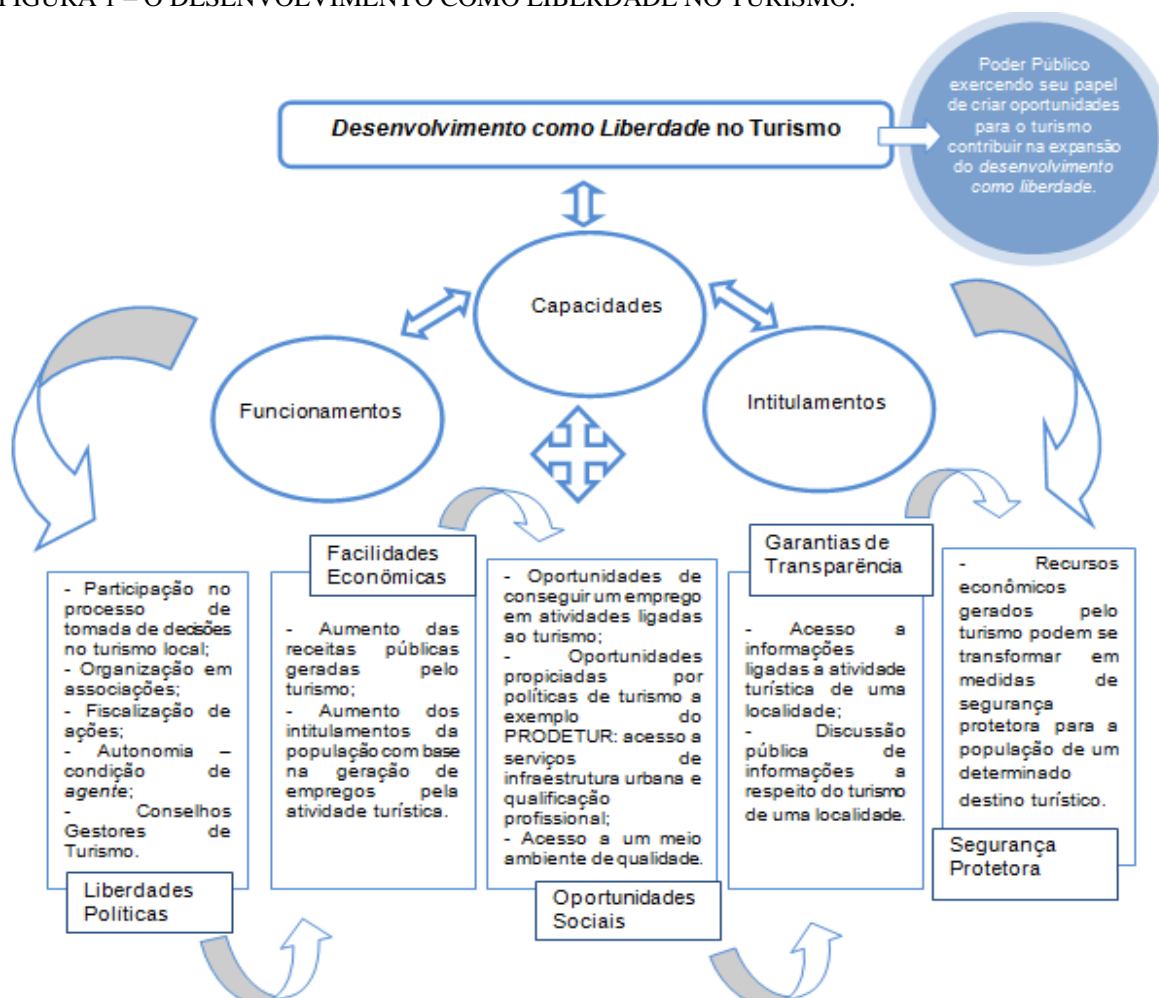 FIGURA 1 – O DESENVOLVIMENTO COMO LIBERDADE NO TURISMO.
Poder Público
exercendo seu papel
de criar oportunidades
para o turismo
contribuir na expansão
do desenvolvimento
como liberdade.
Desenvolvimento como Liberdade no Turismo
Capacidades
Funcionamentos
Intitulamentos
- Participação no
processo de
tomada de decisões
no turismo local;
- Organização em
associações;
- Fiscalização de
ações;
- Autonomia –
condição de
agente;
- Conselhos
Gestores de
Turismo.
Liberdades
Políticas
Facilidades
Econômicas
- Aumento das
receitas públicas
geradas pelo
turismo;
- Aumento dos
intitulamentos da
população com base
na geração de
empregos pela
atividade turística.
- Oportunidades de
conseguir um emprego
em atividades ligadas
ao turismo;
- Oportunidades
propiciadas por
políticas de turismo a
exemplo do
PRODETUR: acesso a
serviços de
infraestrutura urbana e
qualificação
profissional;
- Acesso a um meio
ambiente de qualidade.
Oportunidades
Sociais
Garantias de
Transparência
- Acesso a
informações
ligadas a atividade
turística de uma
localidade;
- Discussão
pública de
informações a
respeito do turismo
de uma localidade.
- Recursos
econômicos
gerados pelo
turismo podem se
transformar em
medidas de
segurança
protetora para a
população de um
determinado
destino turístico.
Segurança
Protetora